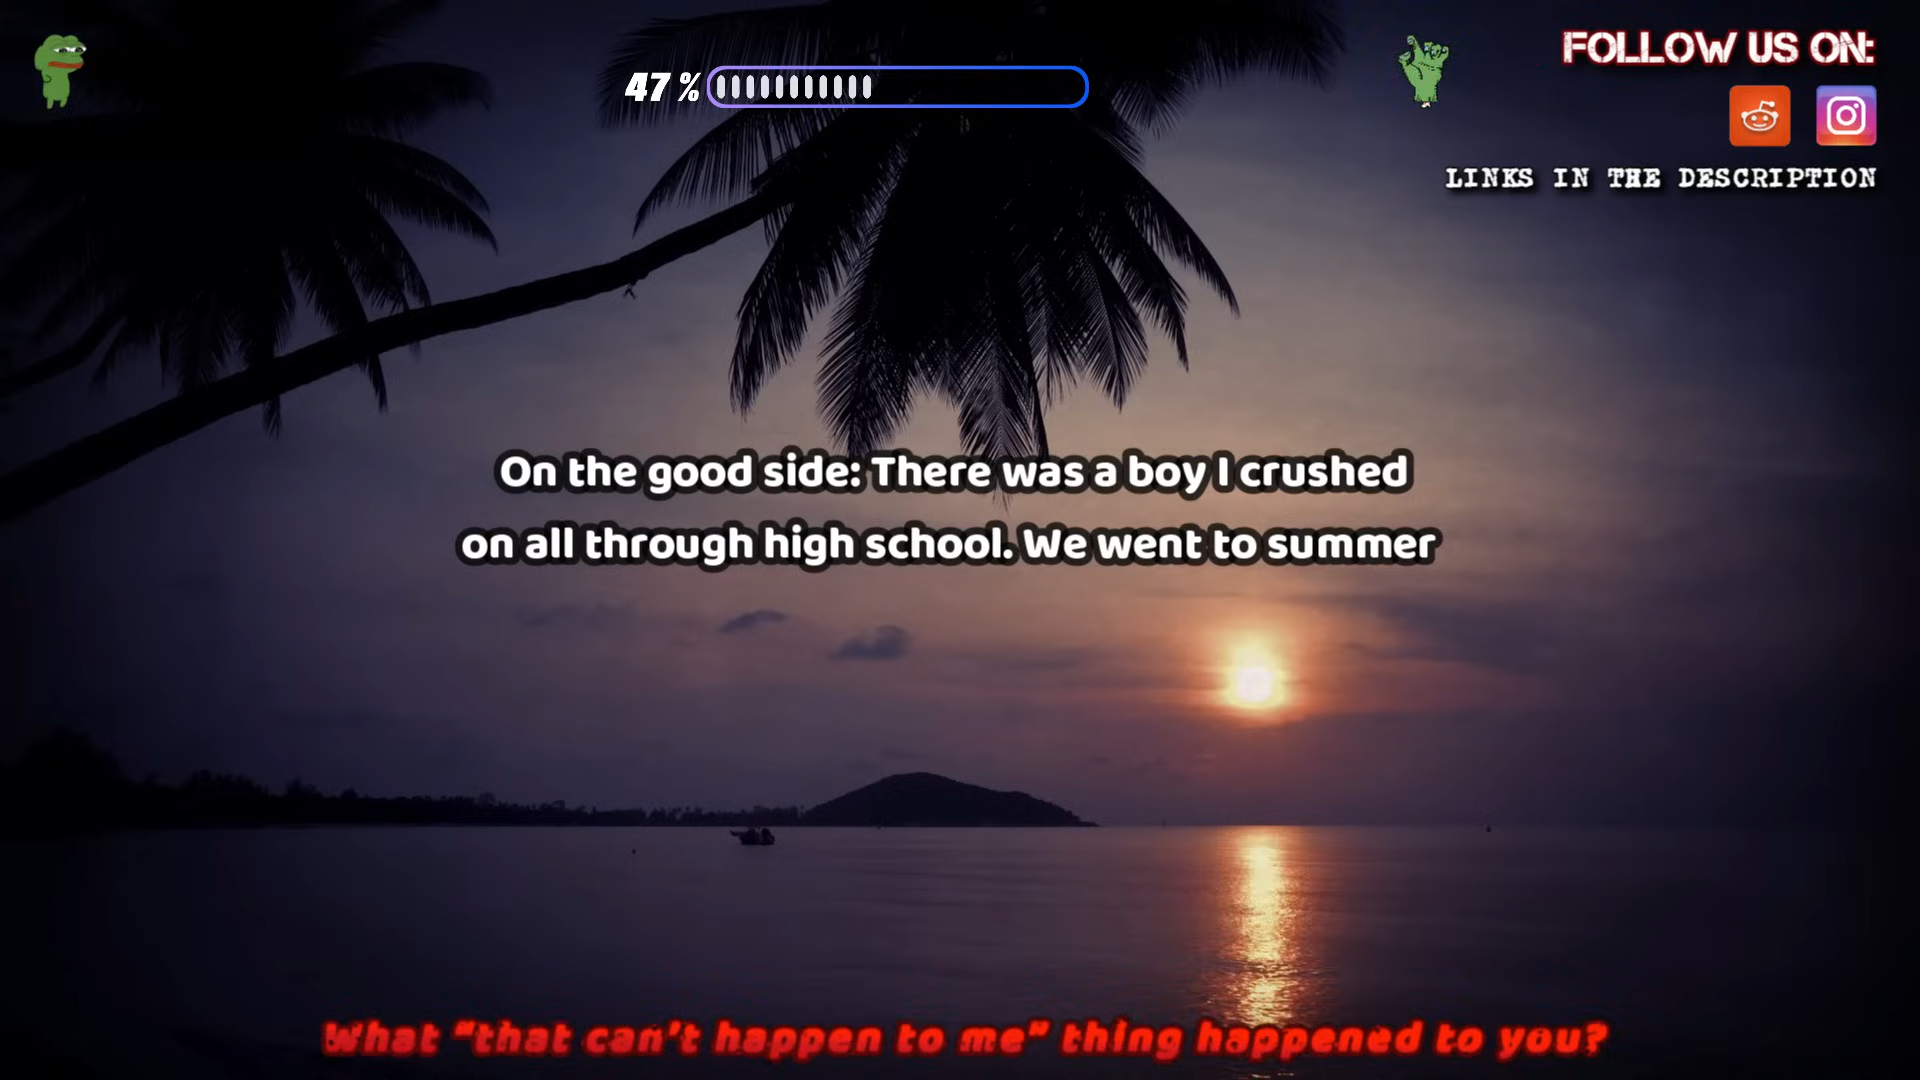 47 %
FOLLOW US ON:
LINKS IN THE DESCRIPTION
On the good side: There was a boy I crushed
on all through high school. We went to summer
What “that can’t happen to me” thing happened to you?